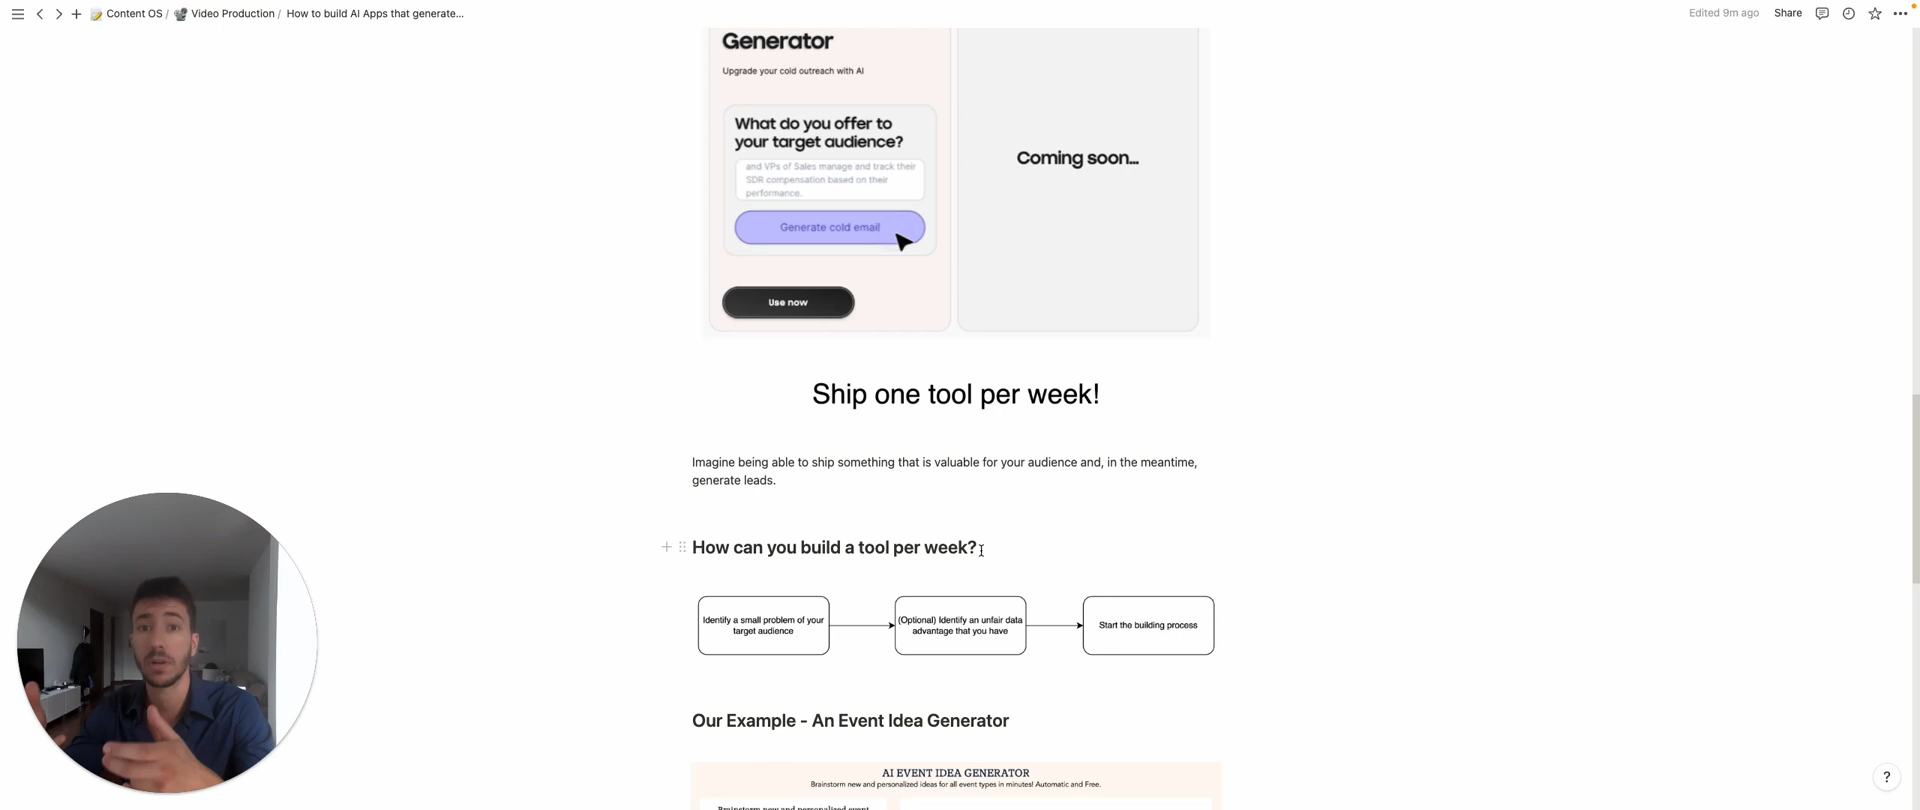 Content OS / Video Production / How to build AI Apps that generate...
Edited 9m ago Share
Generator
Upgrade your cold outreach with AI
What do you offer to
your target audience?
and VPs of Sales manage and track their
SDR compensation based on their
performance.
Generate cold email
Use now
Coming soon...
Ship one tool per week!
Imagine being able to ship something that is valuable for your audience and, in the meantime,
generate leads.
How can you build a tool per week?
Identify a small problem of your
target audience
(Optional) Identify an unfair data
advantage that you have
Start the building process
Our Example - An Event Idea Generator
AI EVENT IDEA GENERATOR
Brainstorm new and personalized ideas for all event types in minutes! Automatic and Free.
Brainstorm new and personalized event
?